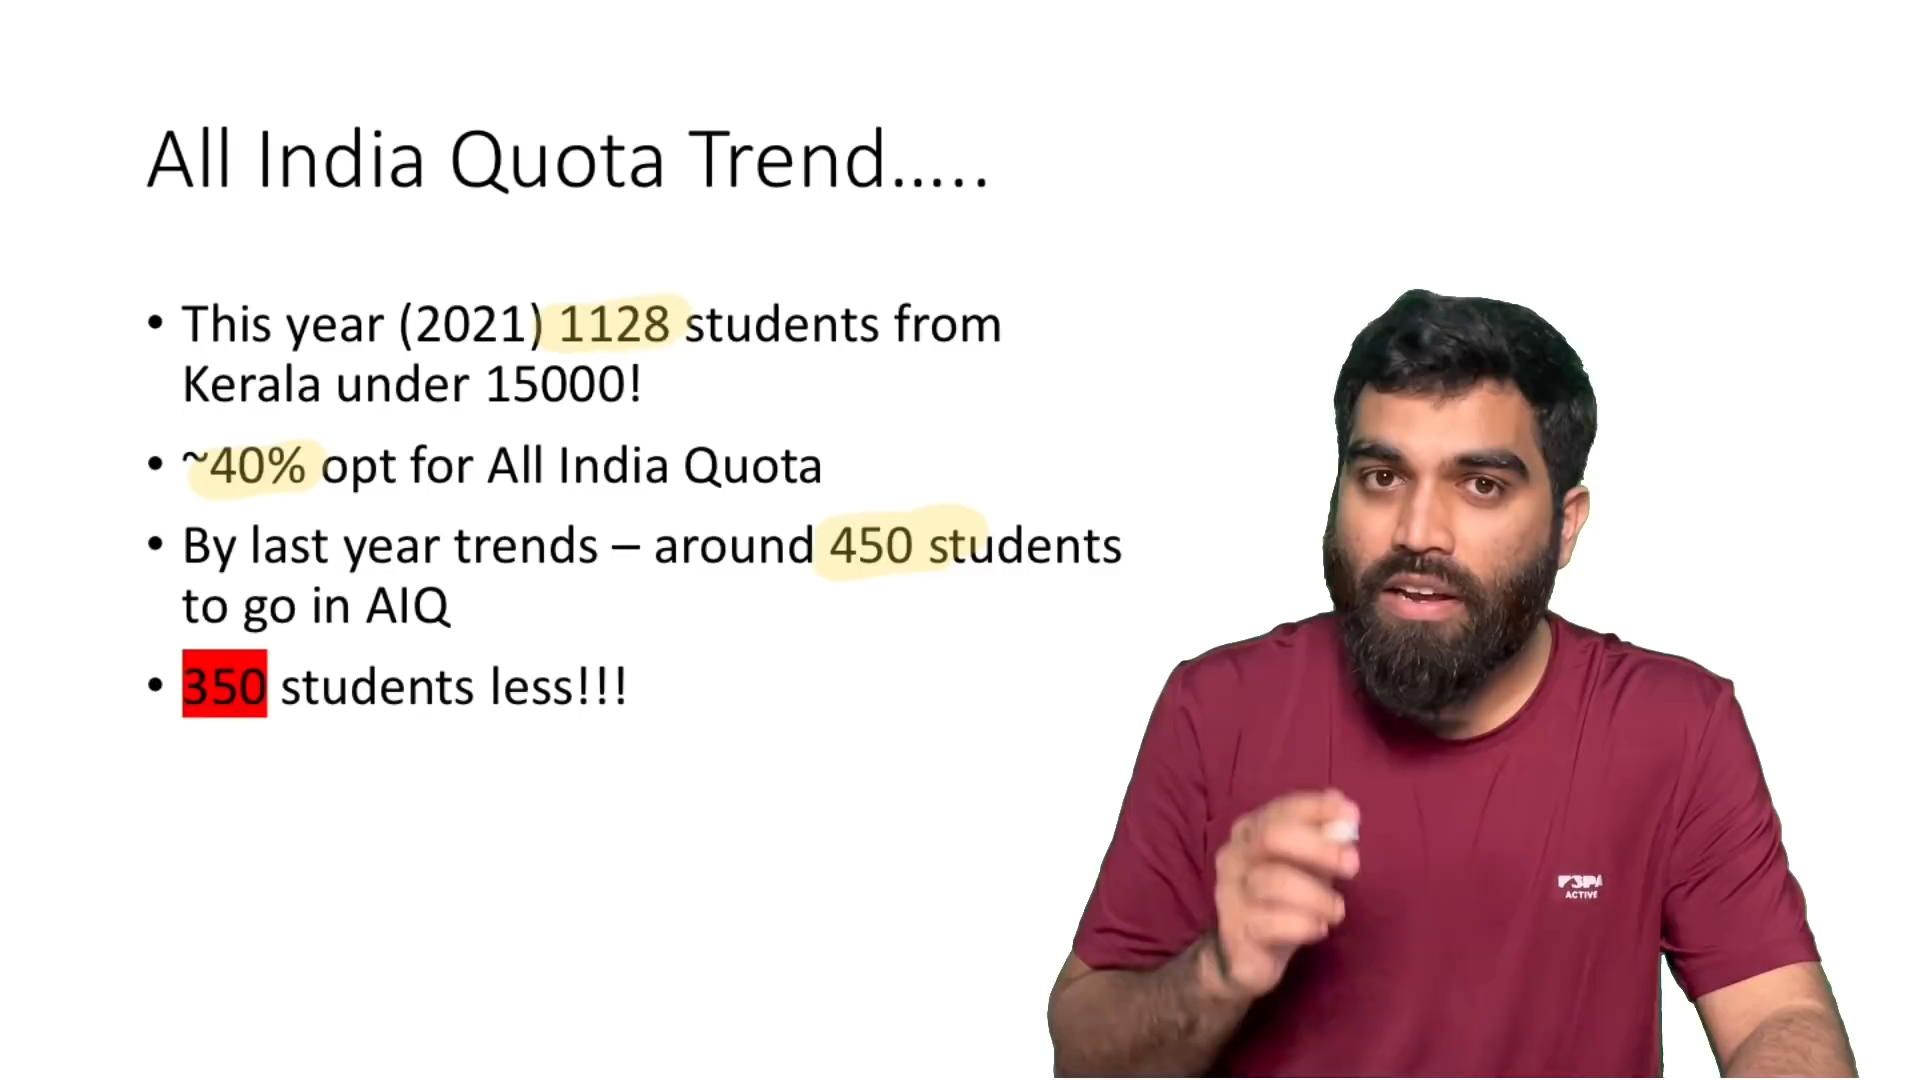 All India Quota Trend.....
• This year (2021) 1128 students from
Kerala under 15000!
• ~40% opt for All India Quota
• By last year trends – around 450 students
to go in AIQ
• 350 students less!!!
ACTIVE